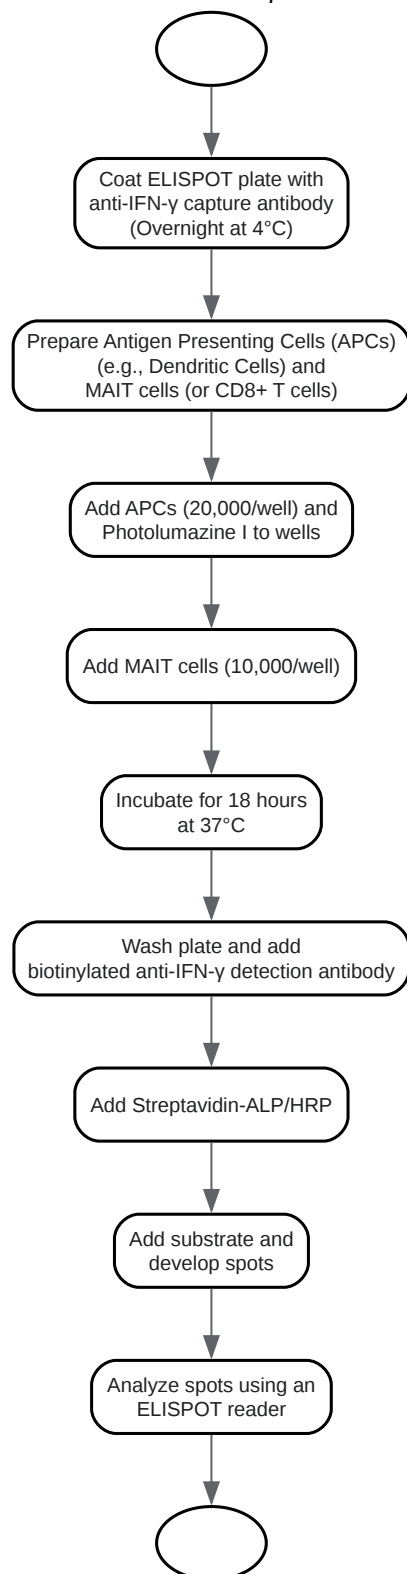 Coat ELISPOT plate with
anti-IFN-γ capture antibody
(Overnight at 4°C)
Prepare Antigen Presenting Cells (APCs)
(e.g., Dendritic Cells) and
MAIT cells (or CD8+ T cells)
Add APCs (20,000/well) and
Photolumazine I to wells
Add MAIT cells (10,000/well)
Incubate for 18 hours
at 37°C
Wash plate and add
biotinylated anti-IFN-γ detection antibody
Add Streptavidin-ALP/HRP
Add substrate and
develop spots
Analyze spots using an
ELISPOT reader